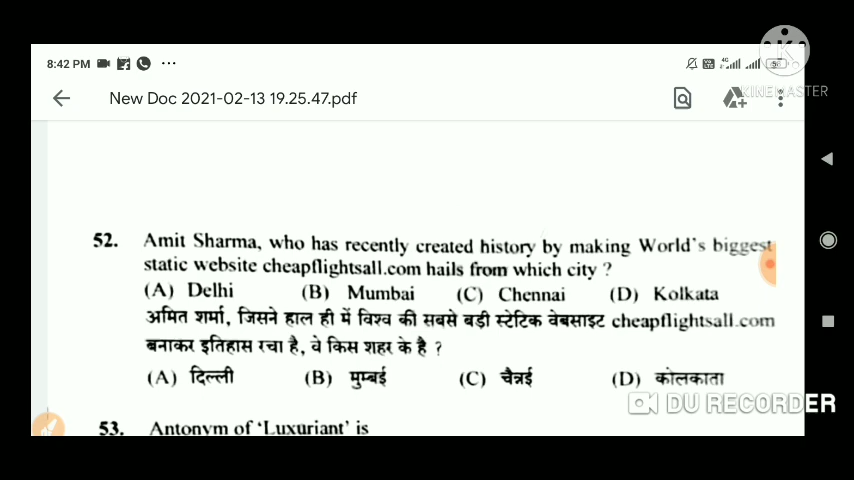 8:42 PM ...
New Doc 2021-02-13 19.25.47.pdf
KINEMASTER
52. Amit Sharma, who has recently created history by making World's biggest
static website cheapflightsall.com hails from which city ?
(A) Delhi (B) Mumbai (C) Chennai (D) Kolkata
अमित शर्मा, जिसने हाल ही में विश्व की सबसे बड़ी स्टेटिक वेबसाइट cheapflightsall.com
बनाकर इतिहास रचा है, वे किस शहर के है ?
(A) दिल्ली (B) मुम्बई (C) चैन्नई (D) कोलकाता
DU RECORDER
53. Antonym of 'Luxuriant' is